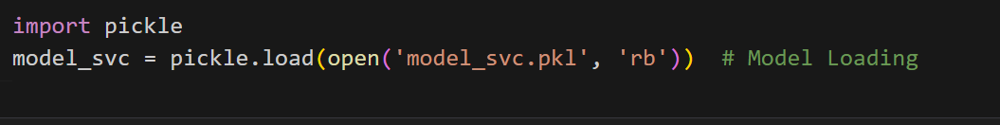 import pickle
model_svc = pickle.load(open('model_svc.pkl', 'rb'))  # Model Loading